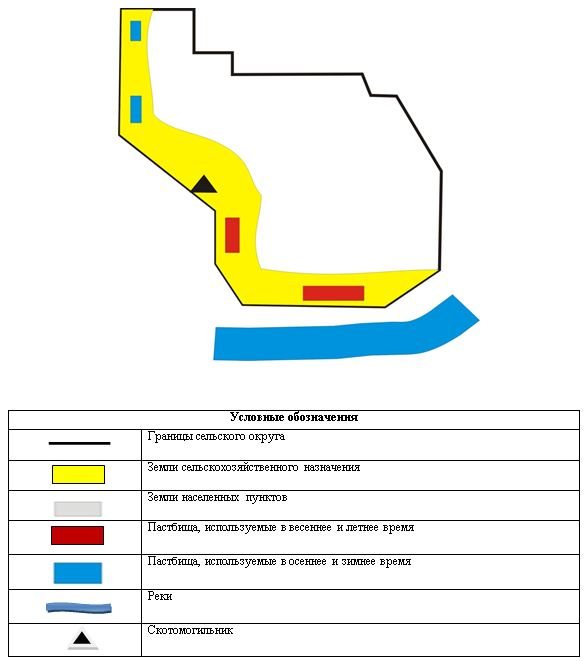 Условные обозначения
Границы сельского округа
Земли сельскохозяйственного назначения
Земли населенных пунктов
Пастбища, используемые в весеннее и летнее время
Пастбища, используемые в осеннее и зимнее время
Реки
Скотомогильник